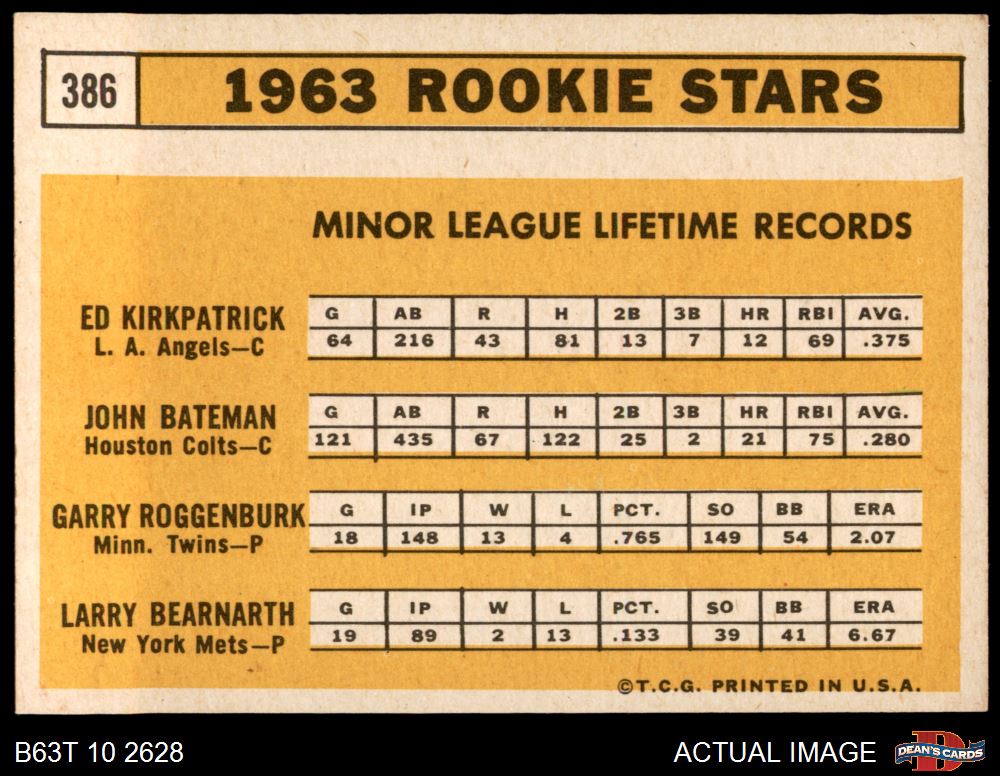 386 1963 ROOKIE STARS
MINOR LEAGUE LIFETIME RECORDS
ED KIRKPATRICK
L. A. Angels—C
G AB R H 2B 3B HR RBI AVG.
64 216 43 81 13 7 12 69 .375
JOHN BATEMAN
Houston Colts—C
G AB R H 2B 3B HR RBI AVG.
121 435 67 122 25 2 21 75 .280
GARRY ROGGENBURK
Minn. Twins—P
G IP W L PCT. SO BB ERA
18 148 13 4 .765 149 54 2.07
LARRY BEARNARTH
New York Mets—P
G IP W L PCT. SO BB ERA
19 89 2 13 .133 39 41 6.67
©T.C.G. PRINTED IN U.S.A.
B63T 10 2628 ACTUAL IMAGE D DEAN'S CARDS